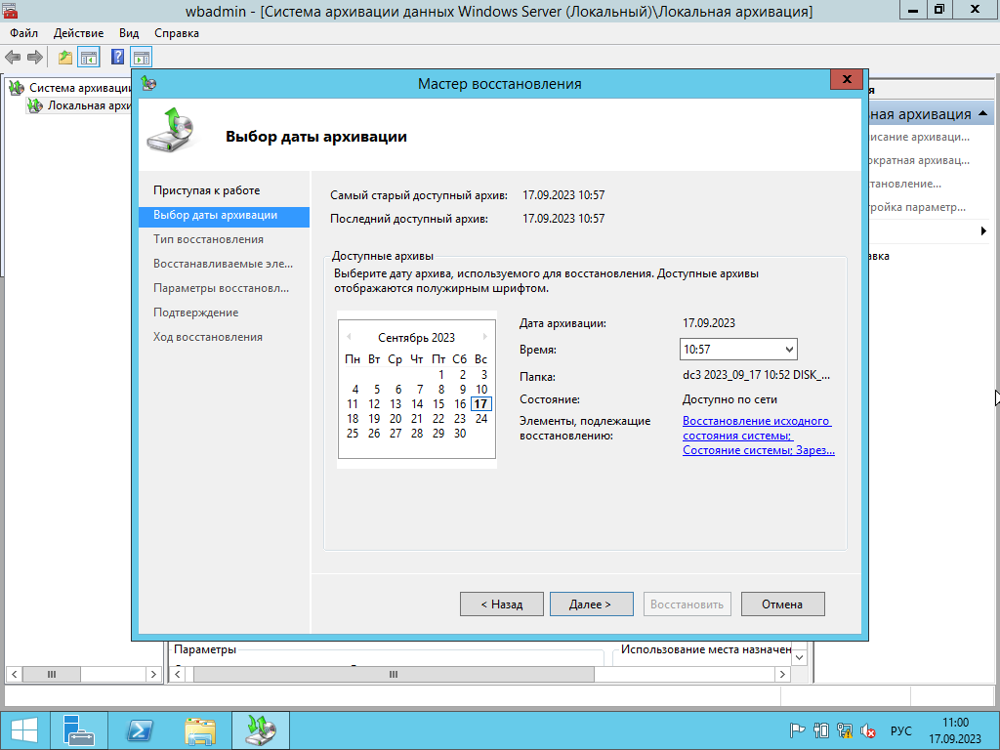 wbadmin - [Система архивации данных Windows Server (Локальный)\Локальная архивация]
Файл Действие Вид Справка
Система архивации
Локальная архи
Мастер восстановления
Выбор даты архивации
Приступая к работе
Выбор даты архивации
Тип восстановления
Восстанавливаемые эле...
Параметры восстановл...
Подтверждение
Ход восстановления
Самый старый доступный архив: 17.09.2023 10:57
Последний доступный архив: 17.09.2023 10:57
Доступные архивы
Выберите дату архива, используемого для восстановления. Доступные архивы
отображаются полужирным шрифтом.
Сентябрь 2023
Пн Вт Ср Чт Пт Сб Вс
1 2 3
4 5 6 7 8 9 10
11 12 13 14 15 16 17
18 19 20 21 22 23 24
25 26 27 28 29 30
Дата архивации: 17.09.2023
Время: 10:57
Папка: dc3 2023_09_17 10:52 DISK_...
Состояние: Доступно по сети
Элементы, подлежащие
восстановлению:
Восстановление исходного
состояния системы;
Состояние системы; Зарез...
< Назад Далее > Восстановить Отмена
я
ная архивация
исание архиваци...
ократная архивац...
тановление...
ройка параметр...
авка
Параметры
Использование места назначен
РУС
11:00
17.09.2023